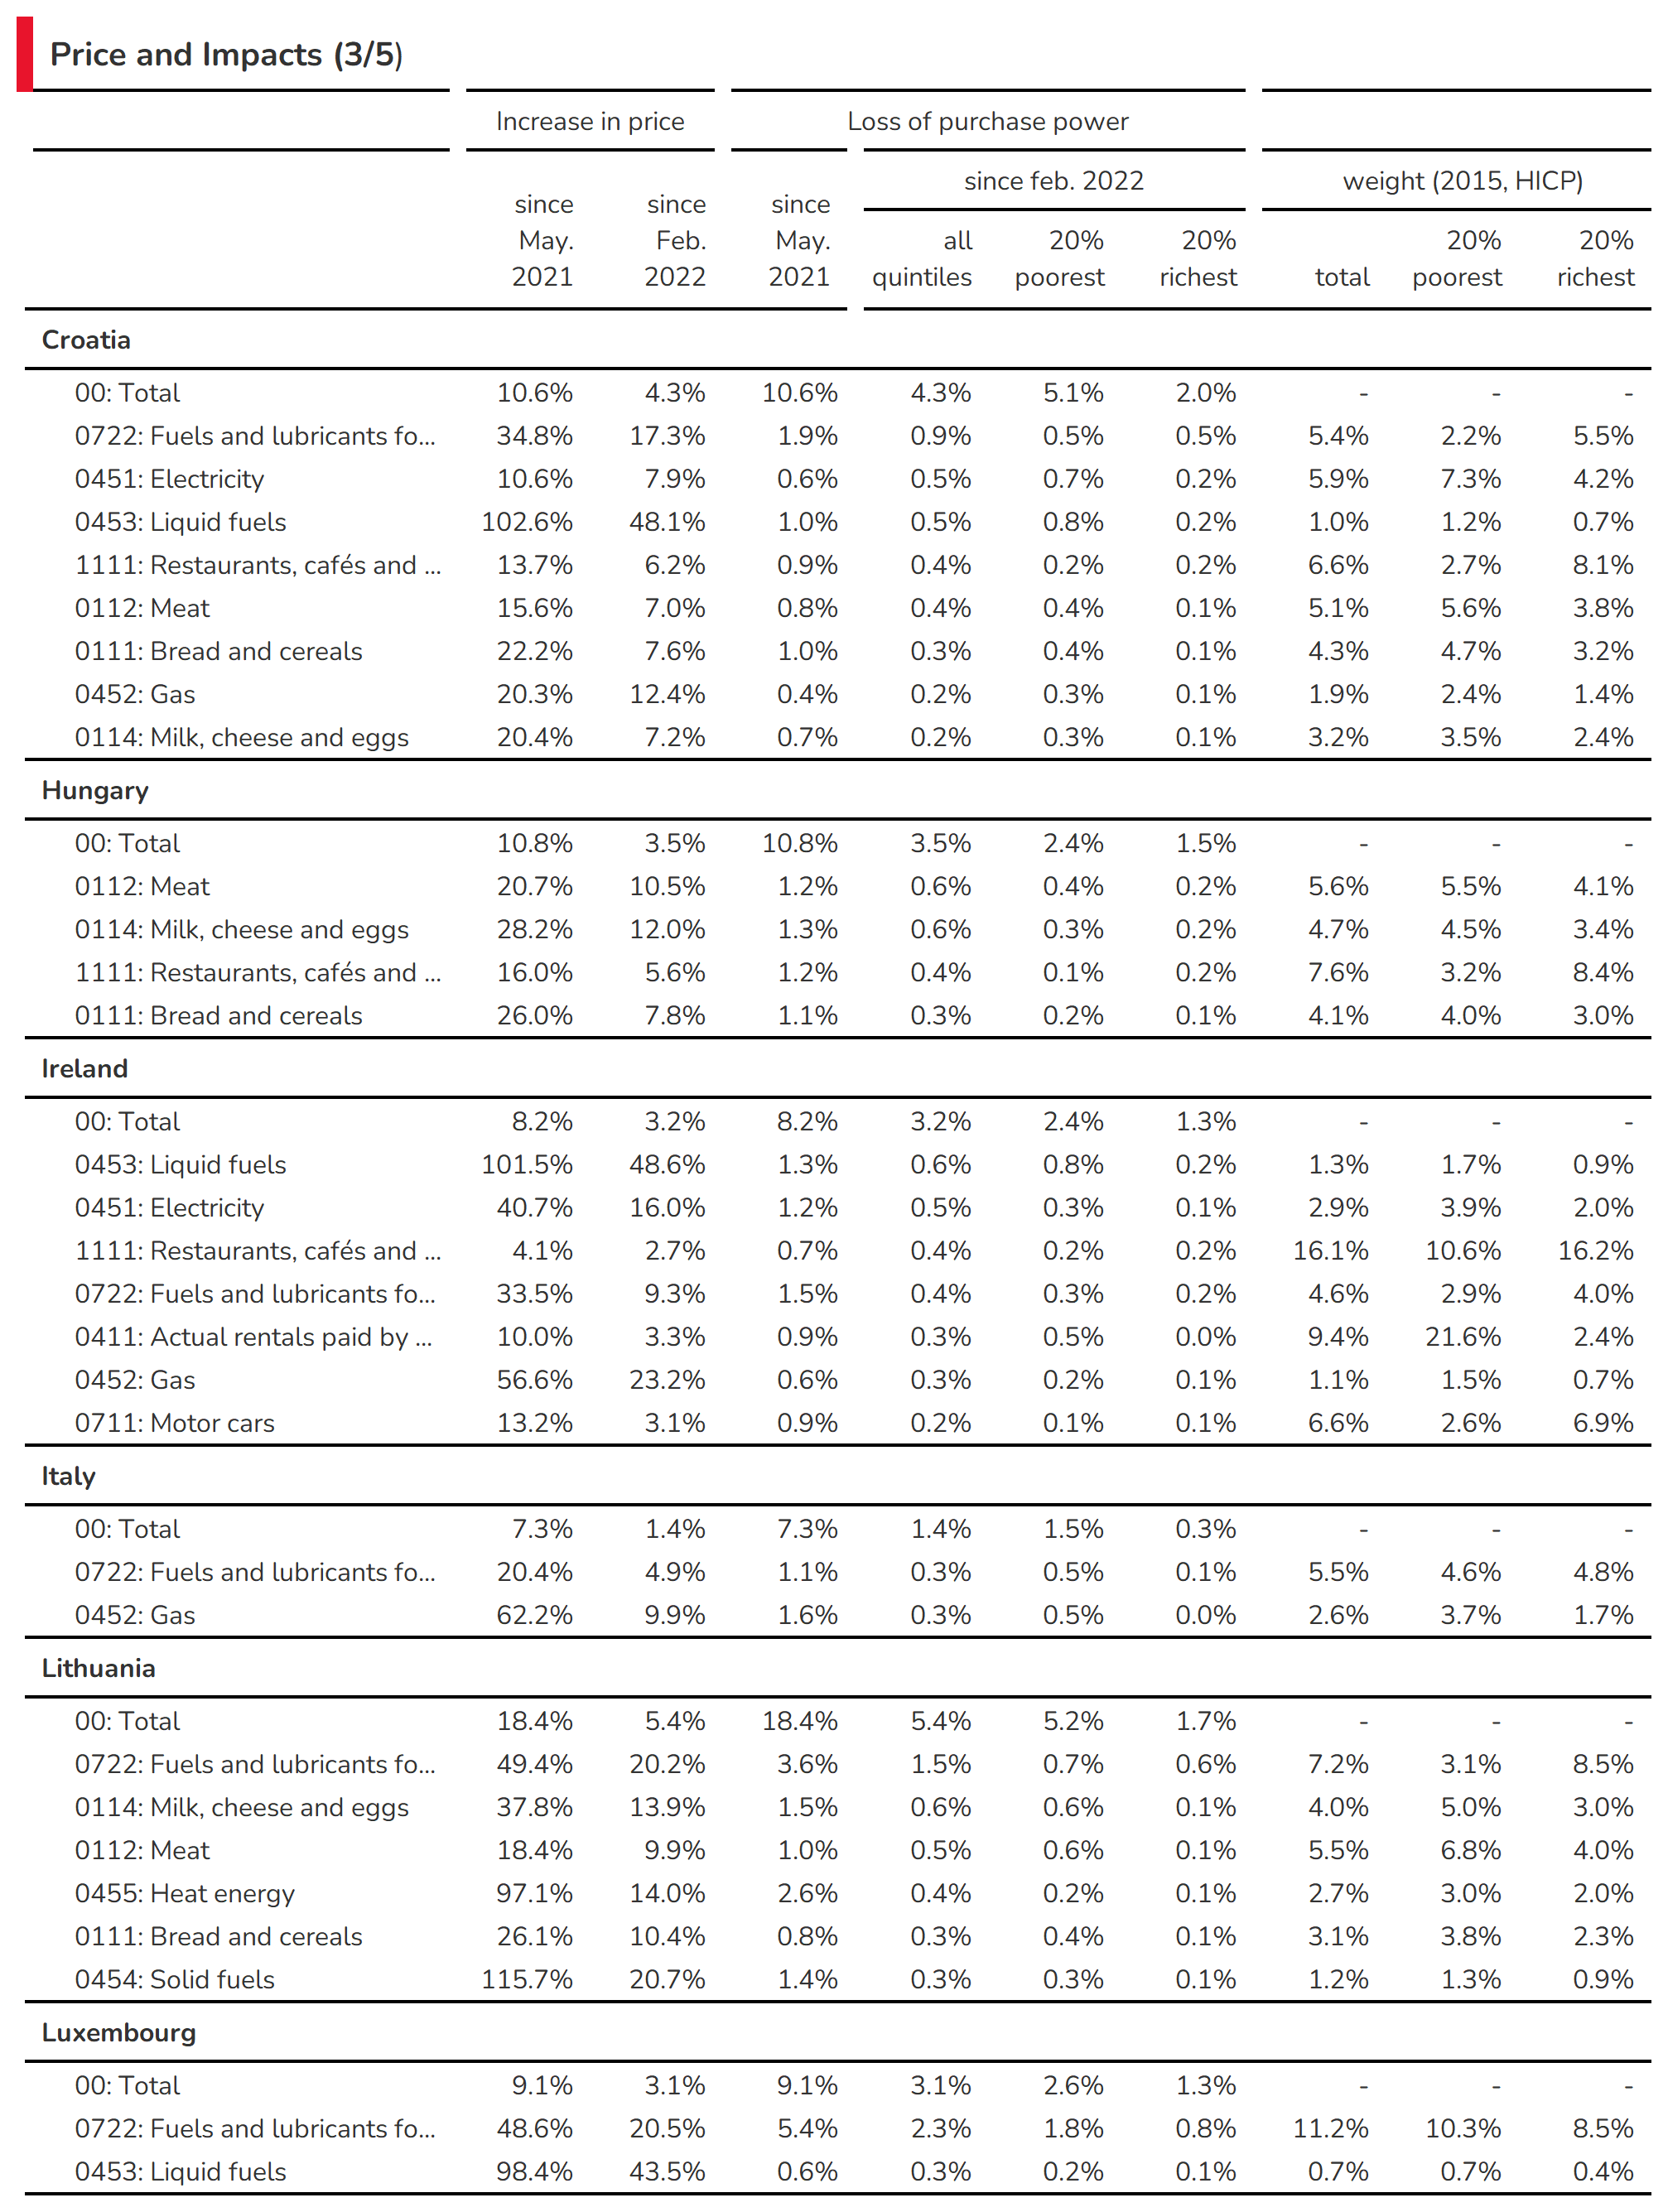 Price and Impacts (3/5)
Increase in price Loss of purchase power
since feb. 2022 weight (2015, HICP)
since since since
May. Feb. May. all 20% 20% 20% 20%
2021 2022 2021 quintiles poorest richest total poorest richest
Croatia
00: Total 10.6% 4.3% 10.6% 4.3% 5.1% 2.0% - - -
0722: Fuels and lubricants fo... 34.8% 17.3% 1.9% 0.9% 0.5% 0.5% 5.4% 2.2% 5.5%
0451: Electricity 10.6% 7.9% 0.6% 0.5% 0.7% 0.2% 5.9% 7.3% 4.2%
0453: Liquid fuels 102.6% 48.1% 1.0% 0.5% 0.8% 0.2% 1.0% 1.2% 0.7%
1111: Restaurants, cafés and ... 13.7% 6.2% 0.9% 0.4% 0.2% 0.2% 6.6% 2.7% 8.1%
0112: Meat 15.6% 7.0% 0.8% 0.4% 0.4% 0.1% 5.1% 5.6% 3.8%
0111: Bread and cereals 22.2% 7.6% 1.0% 0.3% 0.4% 0.1% 4.3% 4.7% 3.2%
0452: Gas 20.3% 12.4% 0.4% 0.2% 0.3% 0.1% 1.9% 2.4% 1.4%
0114: Milk, cheese and eggs 20.4% 7.2% 0.7% 0.2% 0.3% 0.1% 3.2% 3.5% 2.4%
Hungary
00: Total 10.8% 3.5% 10.8% 3.5% 2.4% 1.5% - - -
0112: Meat 20.7% 10.5% 1.2% 0.6% 0.4% 0.2% 5.6% 5.5% 4.1%
0114: Milk, cheese and eggs 28.2% 12.0% 1.3% 0.6% 0.3% 0.2% 4.7% 4.5% 3.4%
1111: Restaurants, cafés and ... 16.0% 5.6% 1.2% 0.4% 0.1% 0.2% 7.6% 3.2% 8.4%
0111: Bread and cereals 26.0% 7.8% 1.1% 0.3% 0.2% 0.1% 4.1% 4.0% 3.0%
Ireland
00: Total 8.2% 3.2% 8.2% 3.2% 2.4% 1.3% - - -
0453: Liquid fuels 101.5% 48.6% 1.3% 0.6% 0.8% 0.2% 1.3% 1.7% 0.9%
0451: Electricity 40.7% 16.0% 1.2% 0.5% 0.3% 0.1% 2.9% 3.9% 2.0%
1111: Restaurants, cafés and ... 4.1% 2.7% 0.7% 0.4% 0.2% 0.2% 16.1% 10.6% 16.2%
0722: Fuels and lubricants fo... 33.5% 9.3% 1.5% 0.4% 0.3% 0.2% 4.6% 2.9% 4.0%
0411: Actual rentals paid by ... 10.0% 3.3% 0.9% 0.3% 0.5% 0.0% 9.4% 21.6% 2.4%
0452: Gas 56.6% 23.2% 0.6% 0.3% 0.2% 0.1% 1.1% 1.5% 0.7%
0711: Motor cars 13.2% 3.1% 0.9% 0.2% 0.1% 0.1% 6.6% 2.6% 6.9%
Italy
00: Total 7.3% 1.4% 7.3% 1.4% 1.5% 0.3% - - -
0722: Fuels and lubricants fo... 20.4% 4.9% 1.1% 0.3% 0.5% 0.1% 5.5% 4.6% 4.8%
0452: Gas 62.2% 9.9% 1.6% 0.3% 0.5% 0.0% 2.6% 3.7% 1.7%
Lithuania
00: Total 18.4% 5.4% 18.4% 5.4% 5.2% 1.7% - - -
0722: Fuels and lubricants fo... 49.4% 20.2% 3.6% 1.5% 0.7% 0.6% 7.2% 3.1% 8.5%
0114: Milk, cheese and eggs 37.8% 13.9% 1.5% 0.6% 0.6% 0.1% 4.0% 5.0% 3.0%
0112: Meat 18.4% 9.9% 1.0% 0.5% 0.6% 0.1% 5.5% 6.8% 4.0%
0455: Heat energy 97.1% 14.0% 2.6% 0.4% 0.2% 0.1% 2.7% 3.0% 2.0%
0111: Bread and cereals 26.1% 10.4% 0.8% 0.3% 0.4% 0.1% 3.1% 3.8% 2.3%
0454: Solid fuels 115.7% 20.7% 1.4% 0.3% 0.3% 0.1% 1.2% 1.3% 0.9%
Luxembourg
00: Total 9.1% 3.1% 9.1% 3.1% 2.6% 1.3% - - -
0722: Fuels and lubricants fo... 48.6% 20.5% 5.4% 2.3% 1.8% 0.8% 11.2% 10.3% 8.5%
0453: Liquid fuels 98.4% 43.5% 0.6% 0.3% 0.2% 0.1% 0.7% 0.7% 0.4%